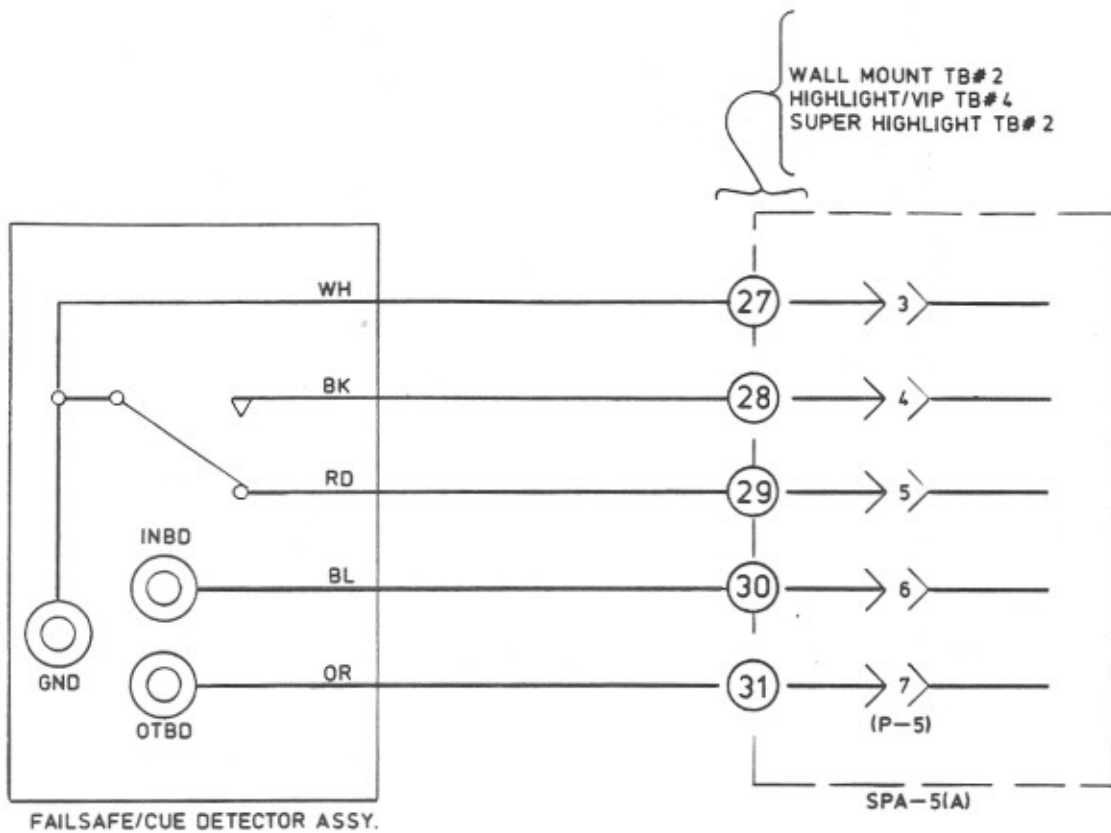 WALL MOUNT TB#2
HIGHLIGHT/VIP TB#4
SUPER HIGHLIGHT TB#2
WH
27
3
BK
28
4
RD
29
5
INBD
BL
30
6
GND
OR
31
7
OTBD
(P-5)
SPA-5(A)
FAILSAFE/CUE DETECTOR ASSY.